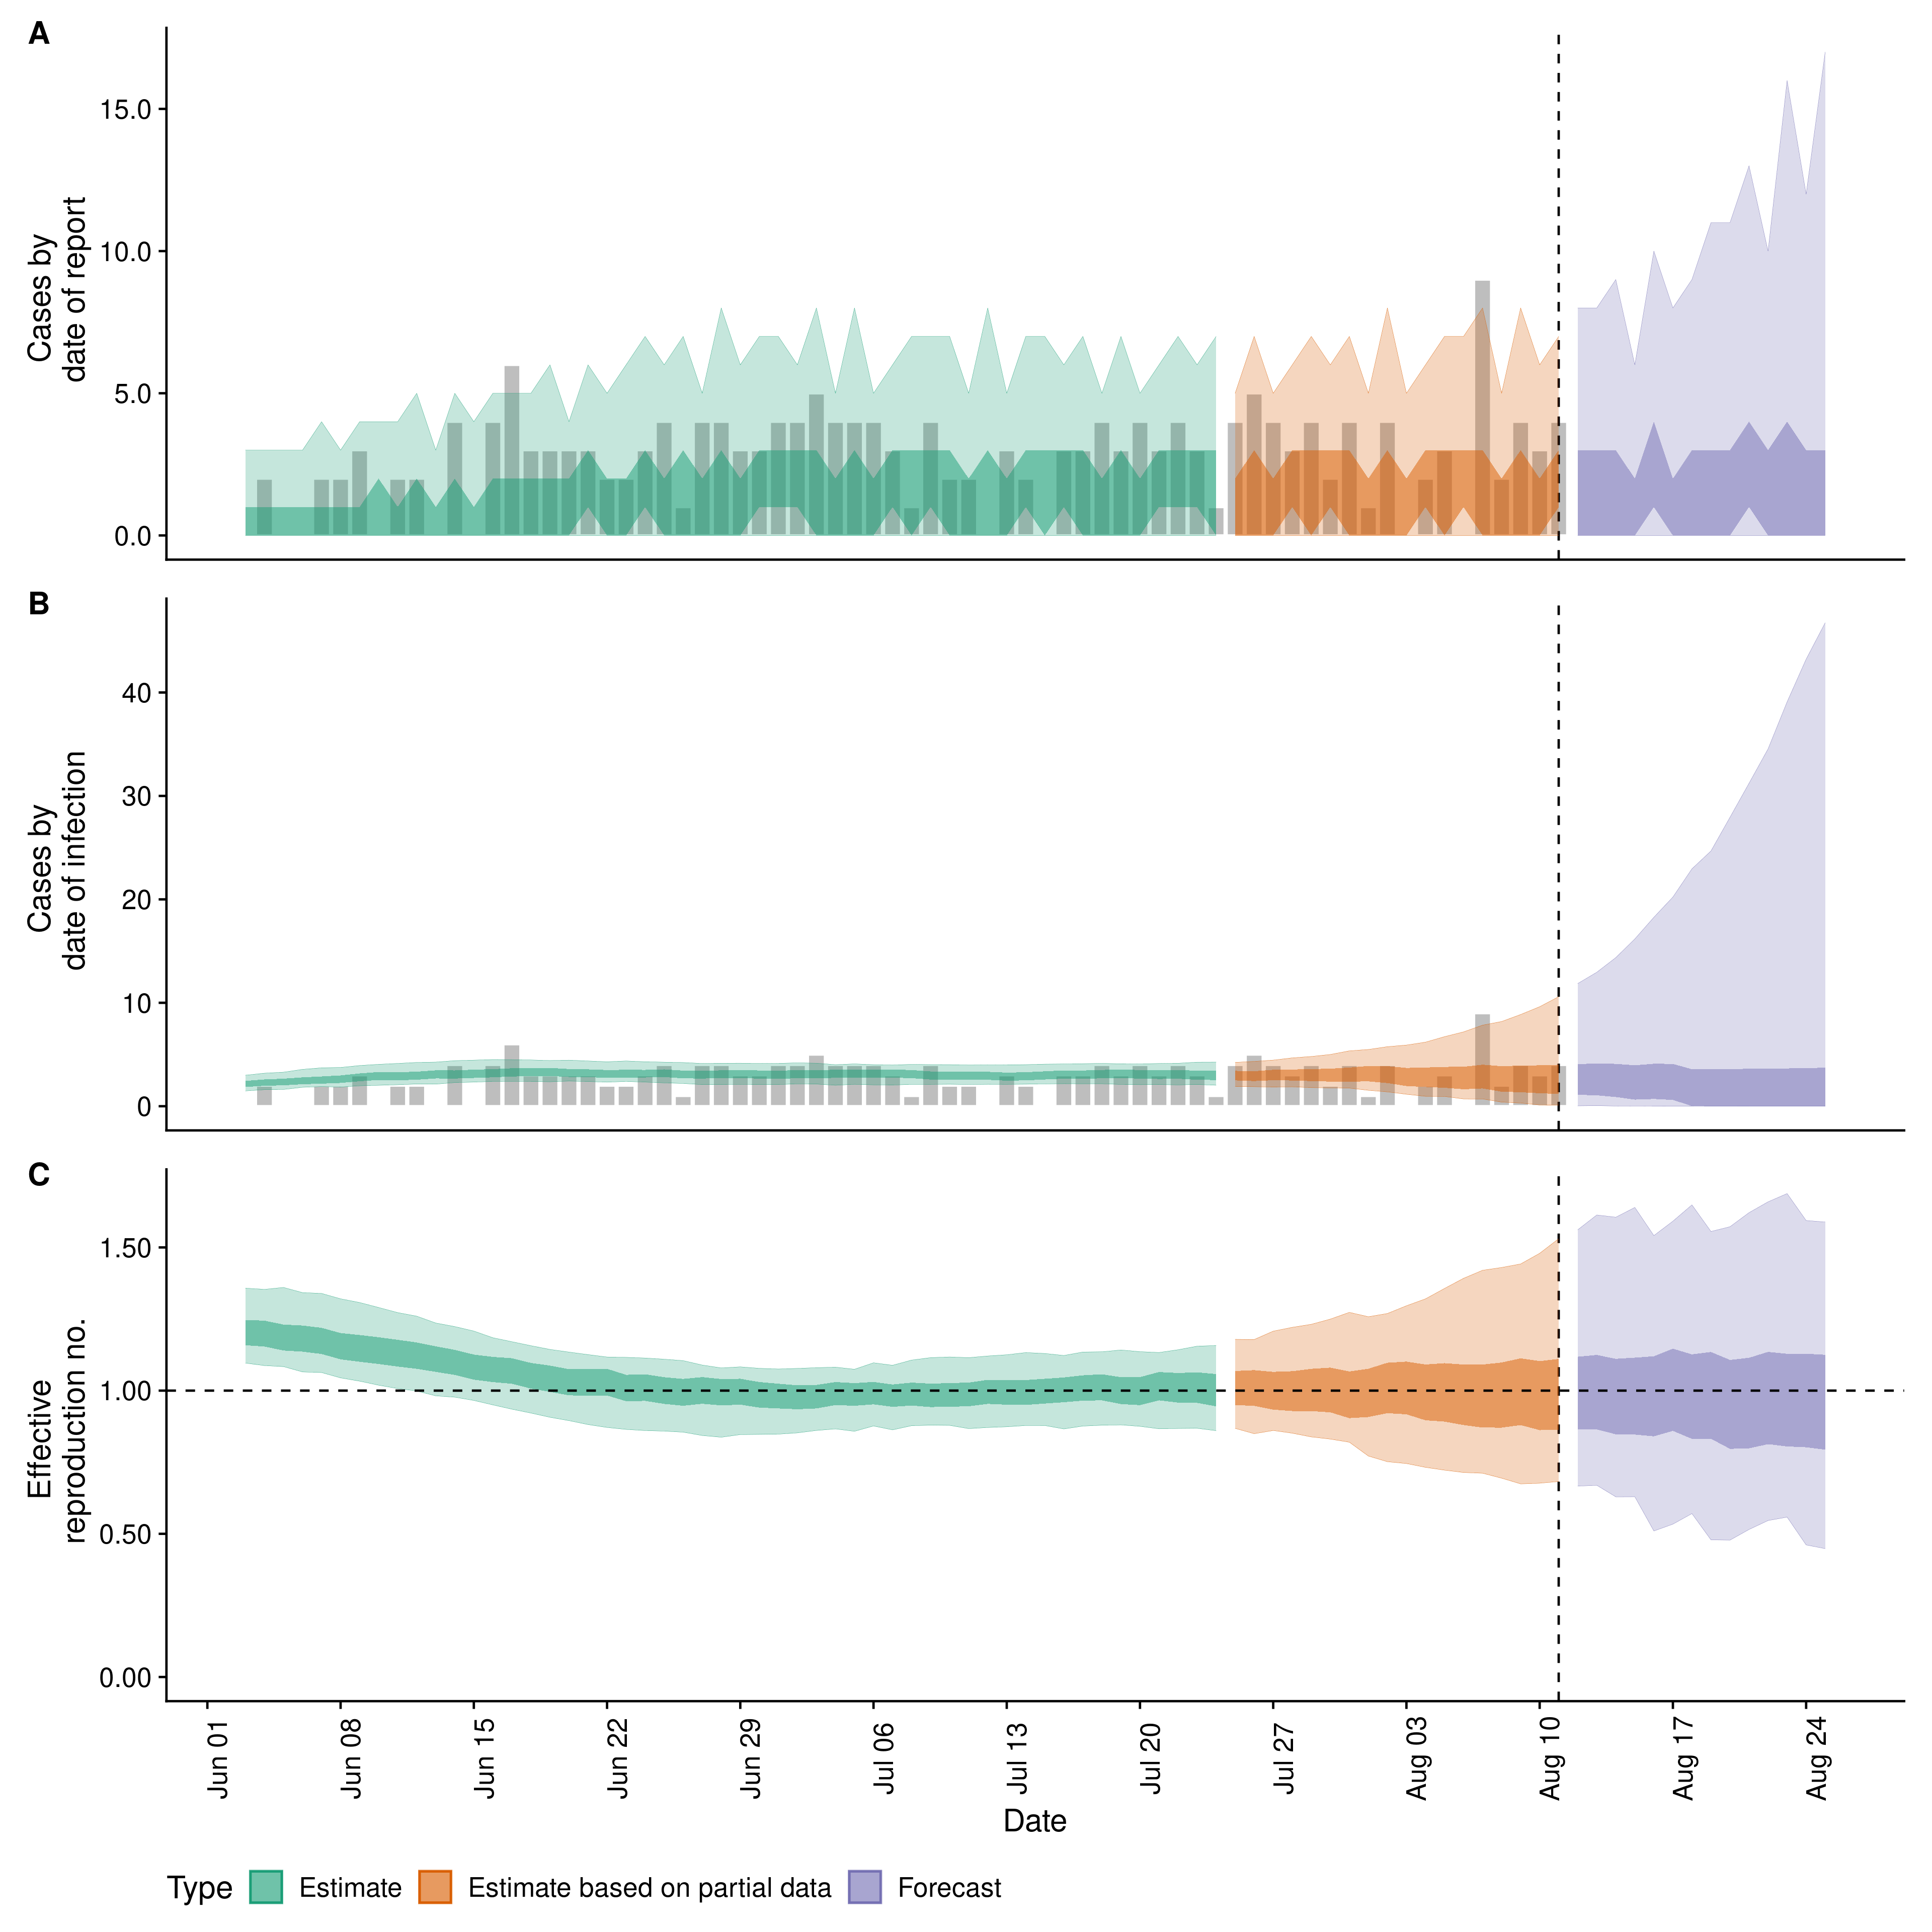 A
Cases by
date of report
15.0
10.0
5.0
0.0
B
Cases by
date of infection
40
30
20
10
0
C
Effective
reproduction no.
1.50
1.00
0.50
0.00
Jun 01
Jun 08
Jun 15
Jun 22
Jun 29
Jul 06
Jul 13
Jul 20
Jul 27
Aug 03
Aug 10
Aug 17
Aug 24
Date
Type Estimate Estimate based on partial data Forecast